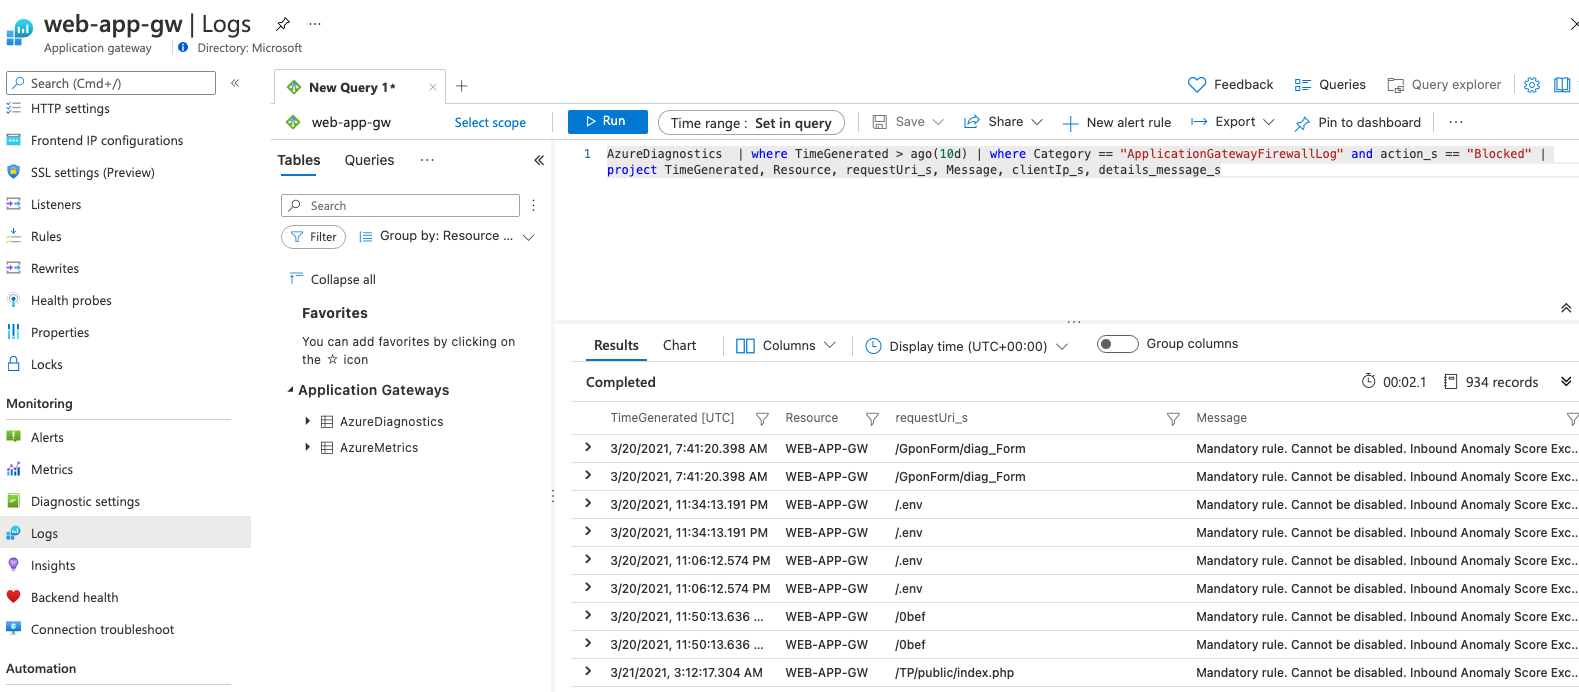 web-app-gw | Logs ...
Application gateway Directory: Microsoft
Search (Cmd+/) «
HTTP settings
Frontend IP configurations
SSL settings (Preview)
Listeners
Rules
Rewrites
Health probes
Properties
Locks
Monitoring
Alerts
Metrics
Diagnostic settings
Logs
Insights
Backend health
Connection troubleshoot
Automation
New Query 1* × +
Feedback Queries Query explorer
web-app-gw Select scope
Run Time range : Set in query Save Share New alert rule Export Pin to dashboard ...
Tables Queries ... «
Search
Filter Group by: Resource ...
Collapse all
Favorites
You can add favorites by clicking on
the ☆ icon
Application Gateways
AzureDiagnostics
AzureMetrics
1 AzureDiagnostics | where TimeGenerated > ago(10d) | where Category == "ApplicationGatewayFirewallLog" and action_s == "Blocked" |
project TimeGenerated, Resource, requestUri_s, Message, clientIp_s, details_message_s
Results Chart Columns Display time (UTC+00:00) Group columns
Completed 00:02.1 934 records
TimeGenerated [UTC] Resource requestUri_s Message
3/20/2021, 7:41:20.398 AM WEB-APP-GW /GponForm/diag_Form Mandatory rule. Cannot be disabled. Inbound Anomaly Score Exc...
3/20/2021, 7:41:20.398 AM WEB-APP-GW /GponForm/diag_Form Mandatory rule. Cannot be disabled. Inbound Anomaly Score Exc...
3/20/2021, 11:34:13.191 PM WEB-APP-GW /.env Mandatory rule. Cannot be disabled. Inbound Anomaly Score Exc...
3/20/2021, 11:34:13.191 PM WEB-APP-GW /.env Mandatory rule. Cannot be disabled. Inbound Anomaly Score Exc...
3/20/2021, 11:06:12.574 PM WEB-APP-GW /.env Mandatory rule. Cannot be disabled. Inbound Anomaly Score Exc...
3/20/2021, 11:06:12.574 PM WEB-APP-GW /.env Mandatory rule. Cannot be disabled. Inbound Anomaly Score Exc...
3/20/2021, 11:50:13.636 ... WEB-APP-GW /0bef Mandatory rule. Cannot be disabled. Inbound Anomaly Score Exc...
3/20/2021, 11:50:13.636 ... WEB-APP-GW /0bef Mandatory rule. Cannot be disabled. Inbound Anomaly Score Exc...
3/21/2021, 3:12:17.304 AM WEB-APP-GW /TP/public/index.php Mandatory rule. Cannot be disabled. Inbound Anomaly Score Exc...